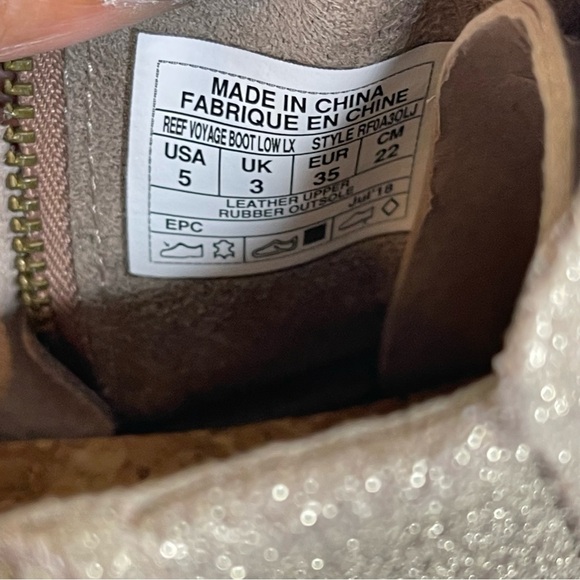 MADE IN CHINA
FABRIQUE EN CHINE
REEF VOYAGE BOOT LOW LX STYLE RF0A3OLJ
USA UK EUR CM
5 3 35 22
LEATHER UPPER
RUBBER OUTSOLE Jul'18
EPC